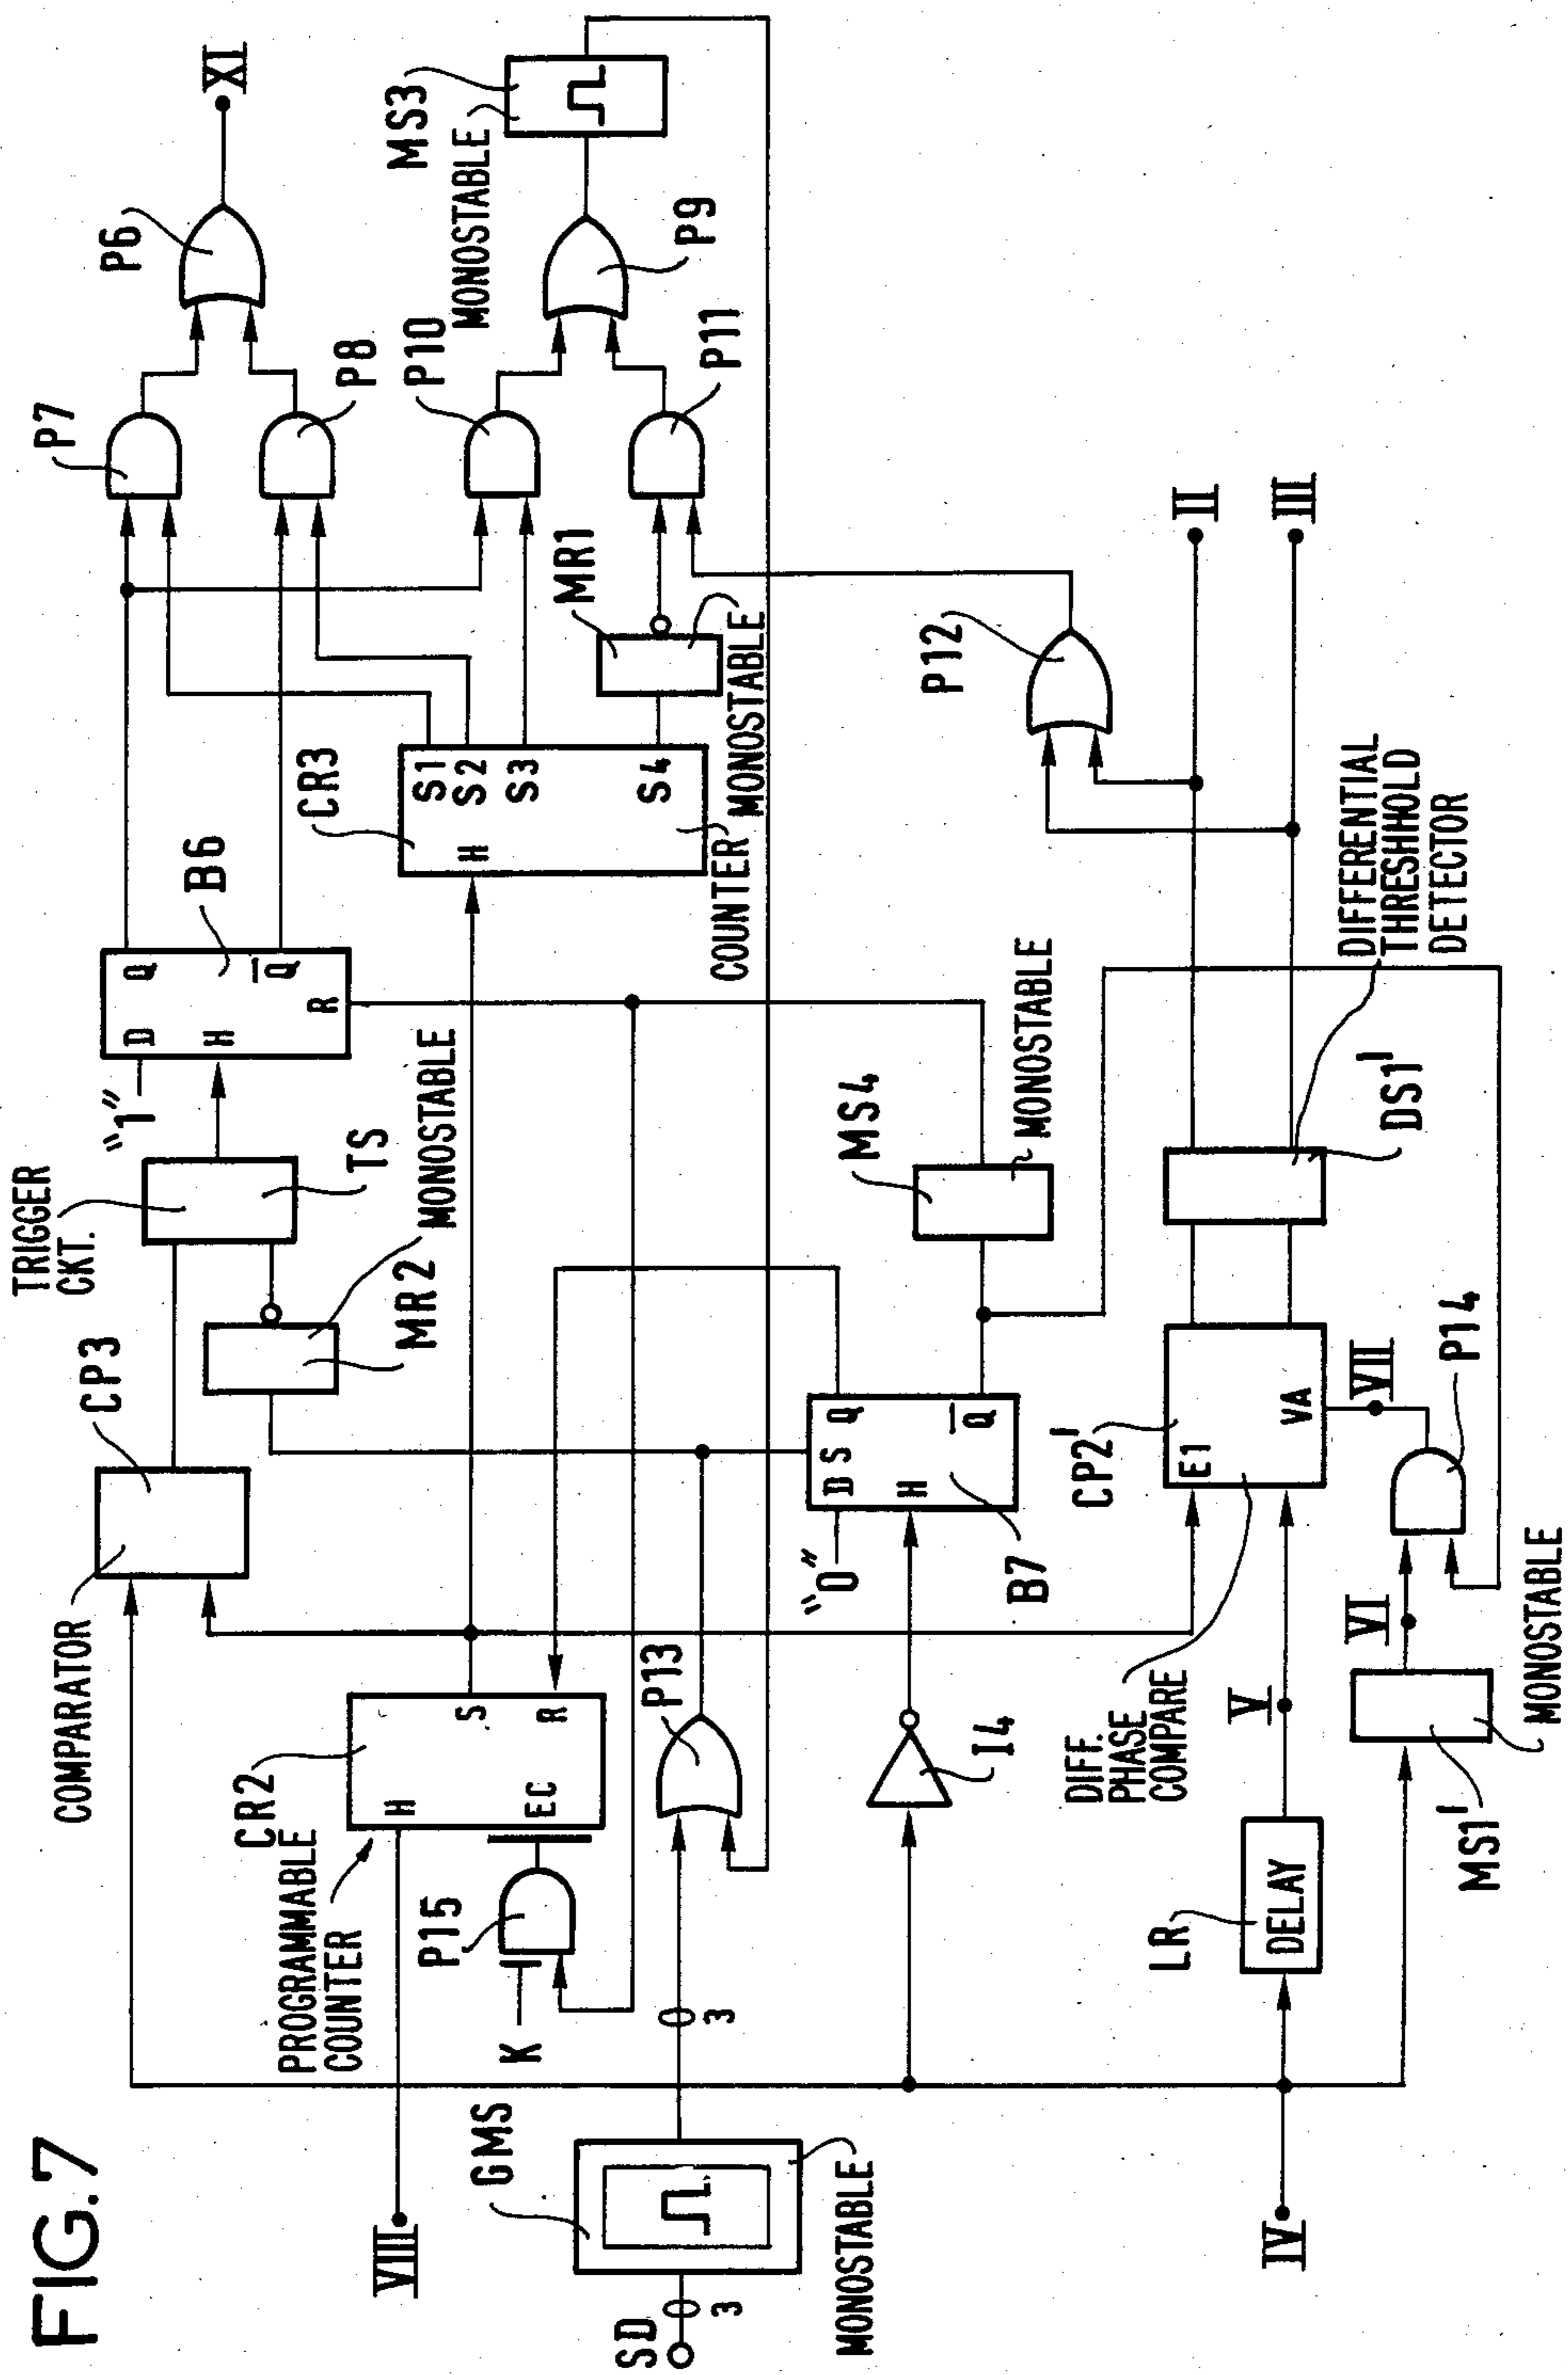 FIG.7
TRIGGER
CKT.
"1"
TS
COMPARATOR
CP3
MR2
MONOSTABLE
D
Q
H
Q
R
B6
P7
P8
P6
XI
VIII
CR2
PROGRAMMABLE
COUNTER
H
S
EC
R
P15
K
CR3
H
S1
S2
S3
S4
COUNTER
MR1
MONOSTABLE
P10
P11
P9
MS3
MONOSTABLE
SD
3
GMS
MONOSTABLE
3
P13
"0"
D
S
Q
H
Q
B7
I4
MS4
MONOSTABLE
P12
II
III
IV
LR
DELAY
V
DIFF.
PHASE
COMPARE
CP2'
E1
VA
VII
DS1'
DIFFERENTIAL
THRESHHOLD
DETECTOR
MS1'
MONOSTABLE
VI
P14